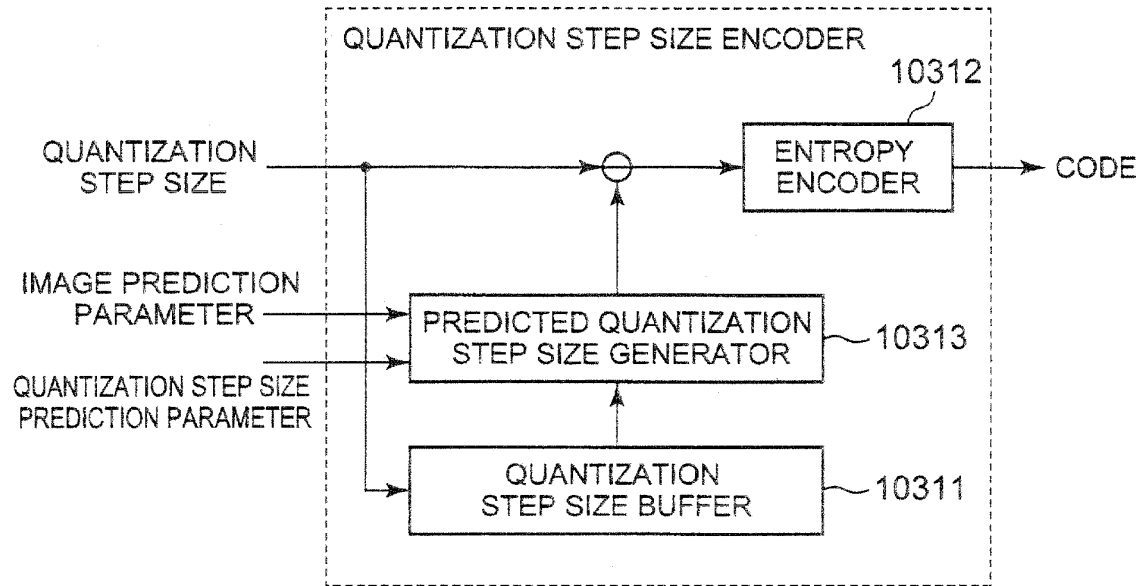 QUANTIZATION STEP SIZE ENCODER
10312
QUANTIZATION
STEP SIZE
ENTROPY
ENCODER
CODE
IMAGE PREDICTION
PARAMETER
PREDICTED QUANTIZATION
STEP SIZE GENERATOR
10313
QUANTIZATION STEP SIZE
PREDICTION PARAMETER
QUANTIZATION
STEP SIZE BUFFER
10311